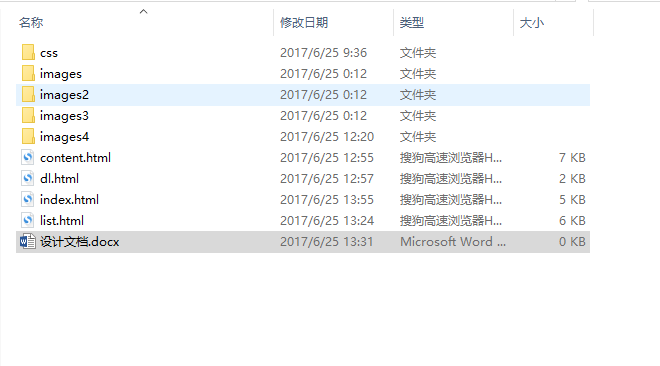 名称 修改日期 类型 大小
css 2017/6/25 9:36 文件夹
images 2017/6/25 0:12 文件夹
images2 2017/6/25 0:12 文件夹
images3 2017/6/25 0:12 文件夹
images4 2017/6/25 12:20 文件夹
content.html 2017/6/25 12:55 搜狗高速浏览器H... 7 KB
dl.html 2017/6/25 12:57 搜狗高速浏览器H... 2 KB
index.html 2017/6/25 13:55 搜狗高速浏览器H... 5 KB
list.html 2017/6/25 13:24 搜狗高速浏览器H... 6 KB
设计文档.docx 2017/6/25 13:31 Microsoft Word ... 0 KB